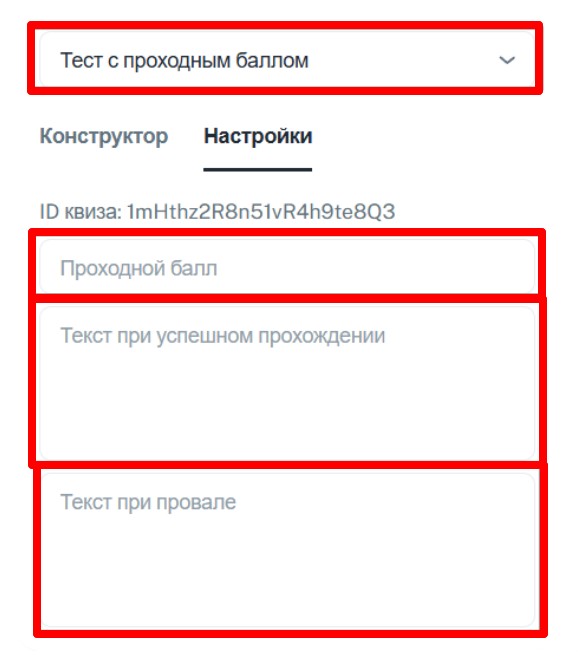 Тест с проходным баллом
Конструктор Настройки
ID квиза: 1mHthz2R8n51vR4h9te8Q3
Проходной балл
Текст при успешном прохождении
Текст при провале